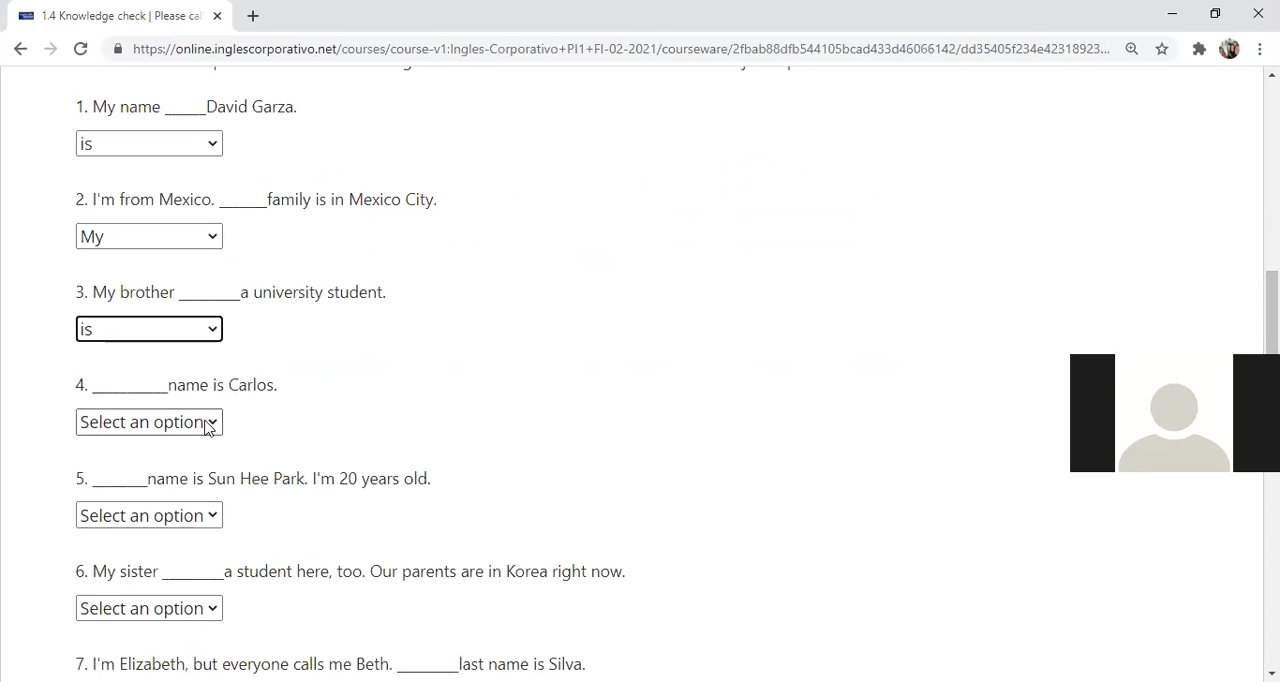 1.4 Knowledge check | Please cal
https://online.inglescorporativo.net/courses/course-v1:Ingles-Corporativo+PI1+FI-02-2021/courseware/2fbab88dfb544105bcad433d46066142/dd35405f234e42318923...
1. My name _____David Garza.
is
2. I'm from Mexico. ______family is in Mexico City.
My
3. My brother ________a university student.
is
4. __________name is Carlos.
Select an option
5. _______name is Sun Hee Park. I'm 20 years old.
Select an option
6. My sister ________a student here, too. Our parents are in Korea right now.
Select an option
7. I'm Elizabeth, but everyone calls me Beth. ________last name is Silva.